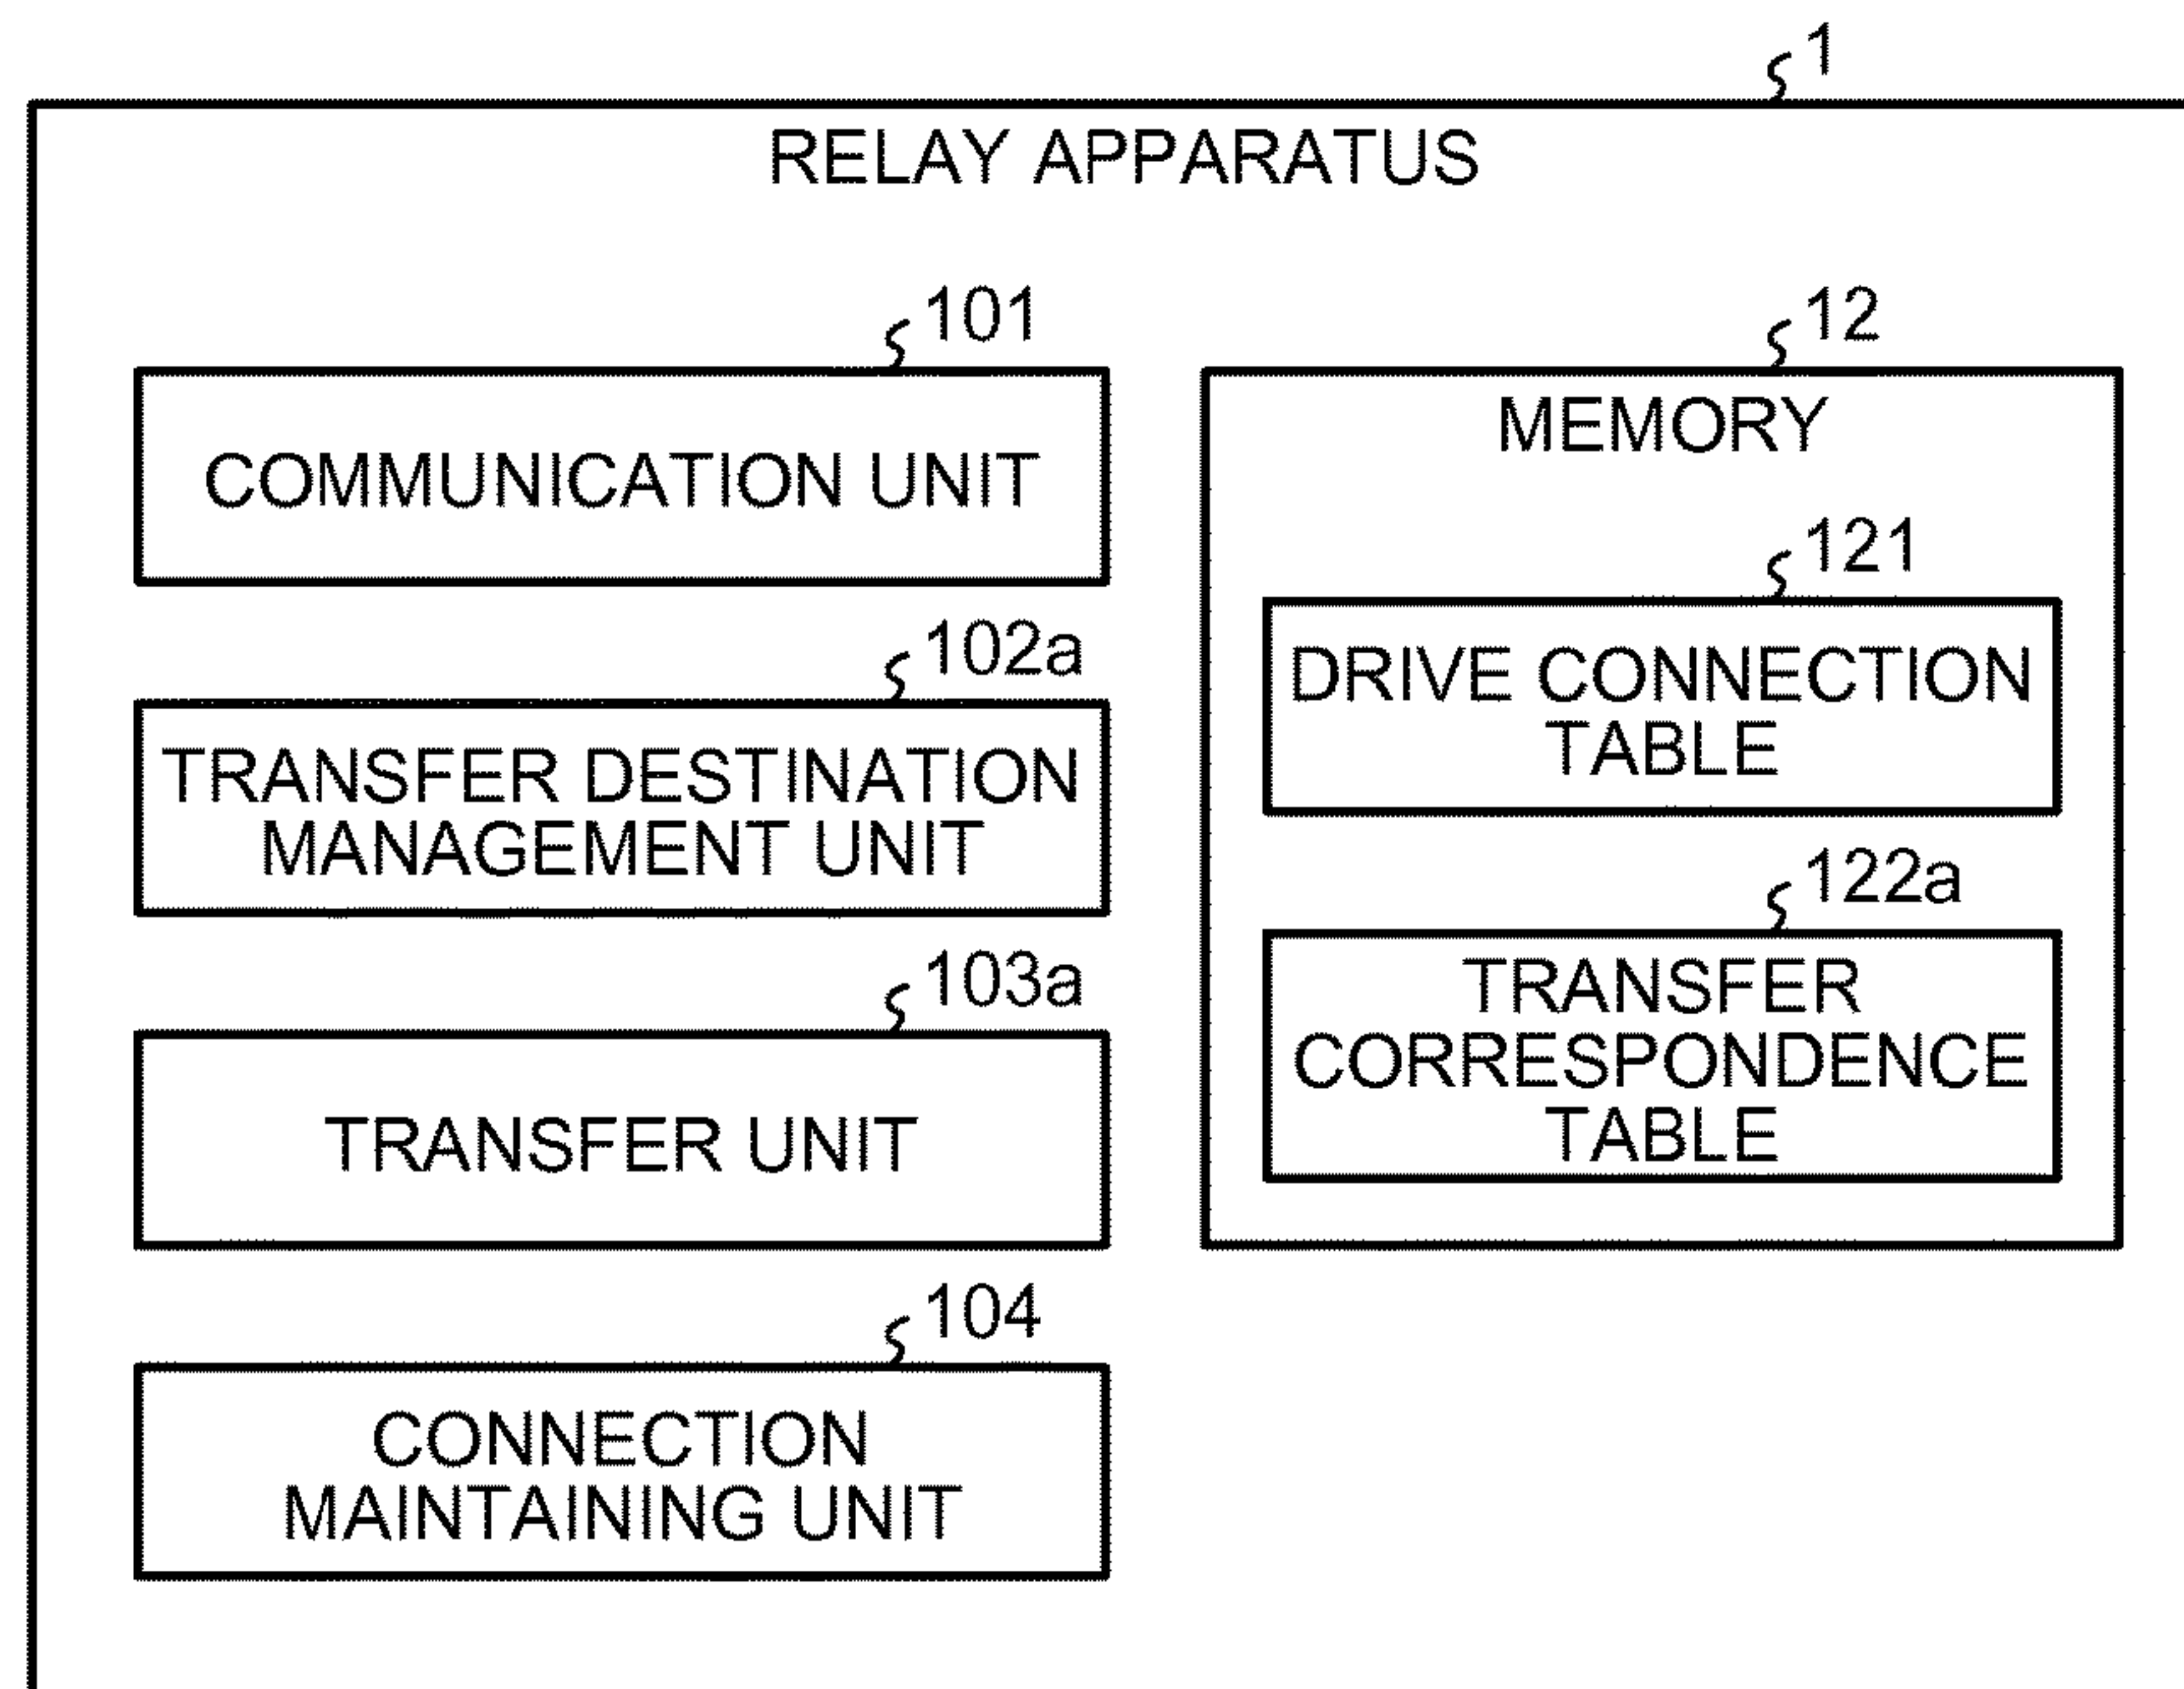 1
RELAY APPARATUS
101
COMMUNICATION UNIT
102a
TRANSFER DESTINATION
MANAGEMENT UNIT
103a
TRANSFER UNIT
104
CONNECTION
MAINTAINING UNIT
12
MEMORY
121
DRIVE CONNECTION
TABLE
122a
TRANSFER
CORRESPONDENCE
TABLE